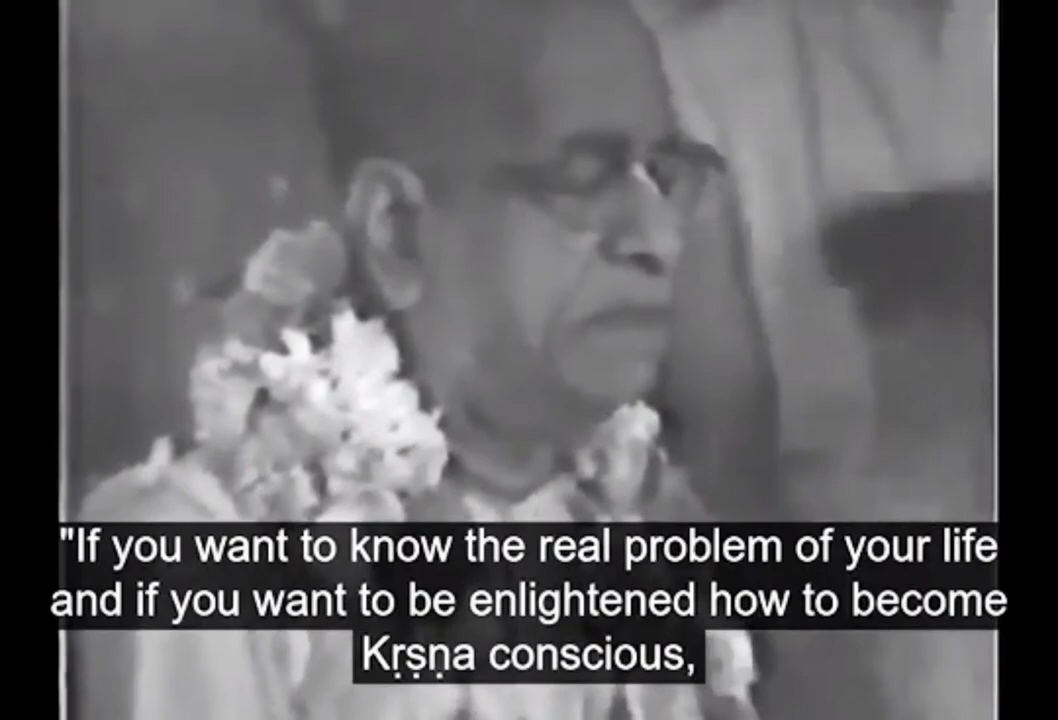 "If you want to know the real problem of your life
and if you want to be enlightened how to become
Kṛṣṇa conscious,